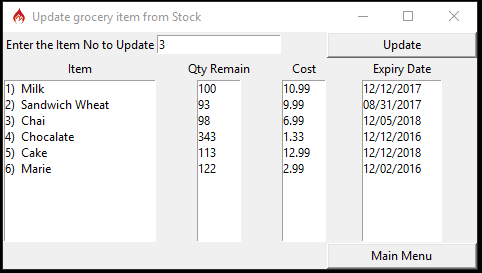 Update grocery item from Stock
Enter the Item No to Update 3 Update
Item Qty Remain Cost Expiry Date
1) Milk 100 10.99 12/12/2017
2) Sandwich Wheat 93 9.99 08/31/2017
3) Chai 98 6.99 12/05/2018
4) Chocalate 343 1.33 12/12/2016
5) Cake 113 12.99 12/12/2018
6) Marie 122 2.99 12/02/2016
Main Menu